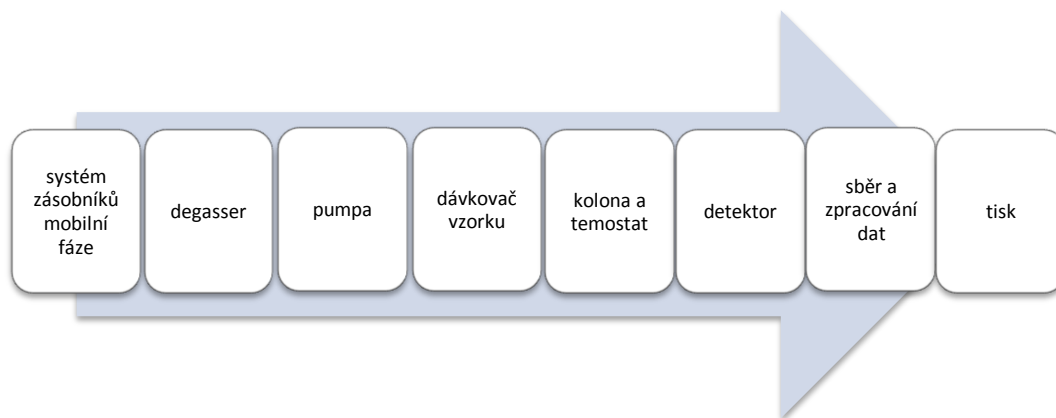 systém
zásobníků
mobilní
fáze
degasser
pumpa
dávkovač
vzorku
kolona a
temostat
detektor
sběr a
zpracování
dat
tisk